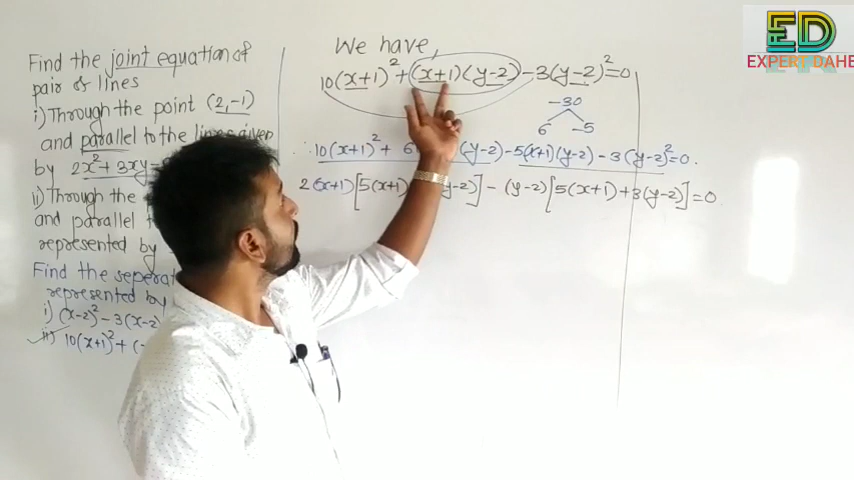 Find the joint equation of
pair of lines
i) Through the point (2,-1)
and parallel to the lines given
by 2x²+3xy-
ii) Through the
and parallel t
represented by
Find the seperat
represented by
i) (x-2)²-3(x-2
ii) 10(x+1)²+(
We have,
10(x+1)²+(x+1)(y-2)-3(y-2)²=0
-30
6 -5
∴ 10(x+1)²+ 6 (y-2)-5(x+1)(y-2)-3(y-2)²=0.
2(x+1)[5(x+1) y-2)]-(y-2)[5(x+1)+3(y-2)]=0
ED
EXPERT DAHE